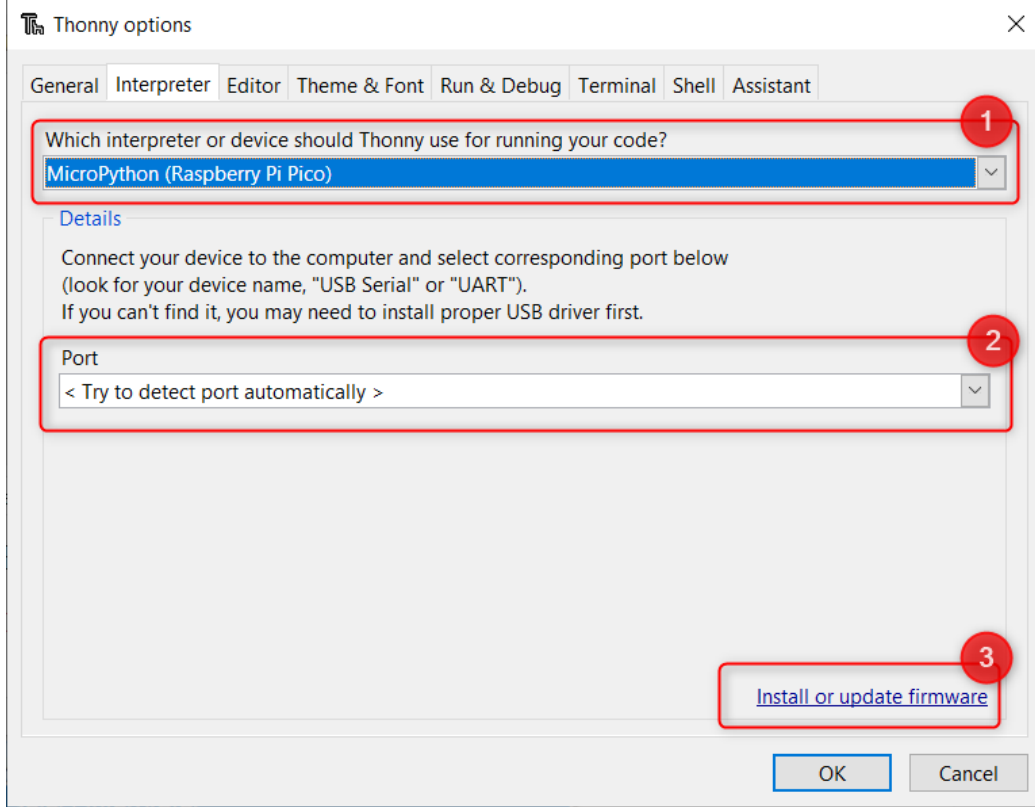 Thonny options
General Interpreter Editor Theme & Font Run & Debug Terminal Shell Assistant
1
Which interpreter or device should Thonny use for running your code?
MicroPython (Raspberry Pi Pico)
Details
Connect your device to the computer and select corresponding port below
(look for your device name, "USB Serial" or "UART").
If you can't find it, you may need to install proper USB driver first.
2
Port
< Try to detect port automatically >
3
Install or update firmware
OK Cancel